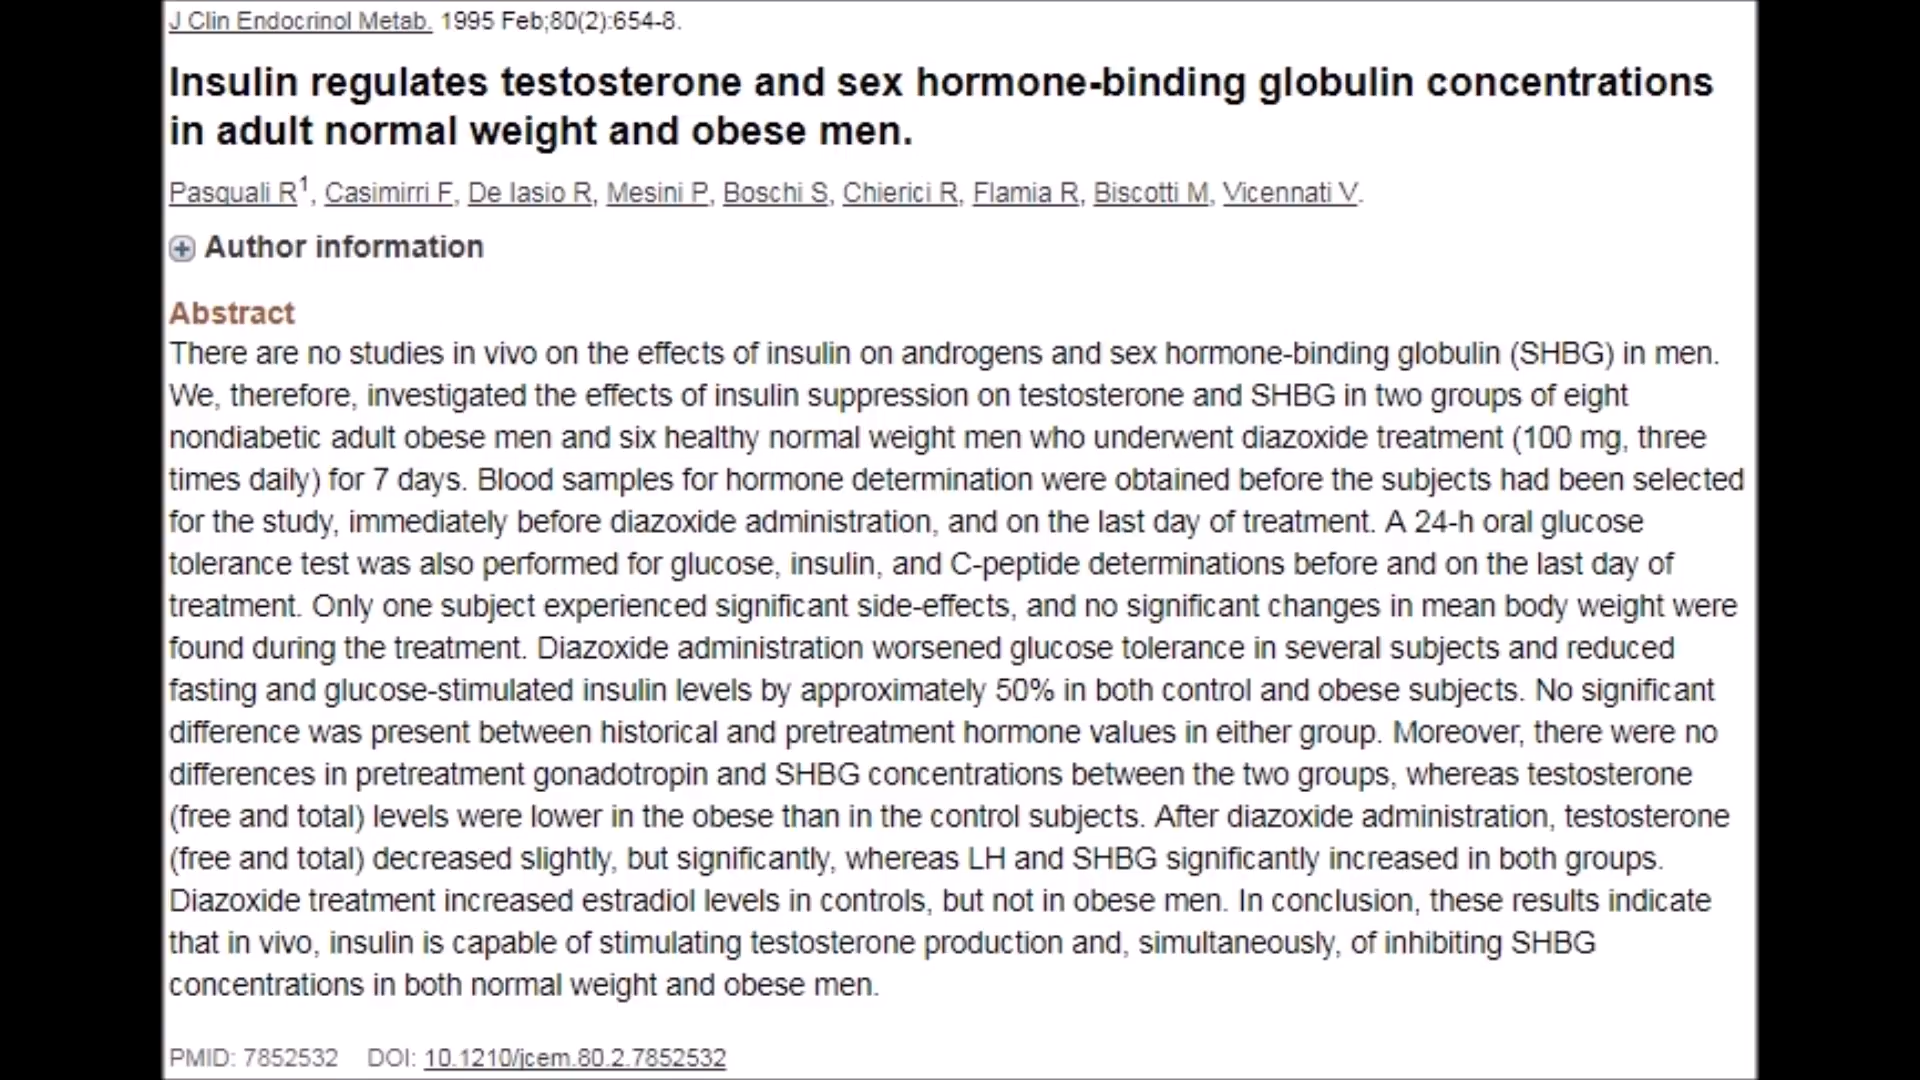 J Clin Endocrinol Metab. 1995 Feb;80(2):654-8.
Insulin regulates testosterone and sex hormone-binding globulin concentrations
in adult normal weight and obese men.
Pasquali R1, Casimirri F, De Iasio R, Mesini P, Boschi S, Chierici R, Flamia R, Biscotti M, Vicennati V.
Author information
Abstract
There are no studies in vivo on the effects of insulin on androgens and sex hormone-binding globulin (SHBG) in men.
We, therefore, investigated the effects of insulin suppression on testosterone and SHBG in two groups of eight
nondiabetic adult obese men and six healthy normal weight men who underwent diazoxide treatment (100 mg, three
times daily) for 7 days. Blood samples for hormone determination were obtained before the subjects had been selected
for the study, immediately before diazoxide administration, and on the last day of treatment. A 24-h oral glucose
tolerance test was also performed for glucose, insulin, and C-peptide determinations before and on the last day of
treatment. Only one subject experienced significant side-effects, and no significant changes in mean body weight were
found during the treatment. Diazoxide administration worsened glucose tolerance in several subjects and reduced
fasting and glucose-stimulated insulin levels by approximately 50% in both control and obese subjects. No significant
difference was present between historical and pretreatment hormone values in either group. Moreover, there were no
differences in pretreatment gonadotropin and SHBG concentrations between the two groups, whereas testosterone
(free and total) levels were lower in the obese than in the control subjects. After diazoxide administration, testosterone
(free and total) decreased slightly, but significantly, whereas LH and SHBG significantly increased in both groups.
Diazoxide treatment increased estradiol levels in controls, but not in obese men. In conclusion, these results indicate
that in vivo, insulin is capable of stimulating testosterone production and, simultaneously, of inhibiting SHBG
concentrations in both normal weight and obese men.
PMID: 7852532 DOI: 10.1210/jcem.80.2.7852532